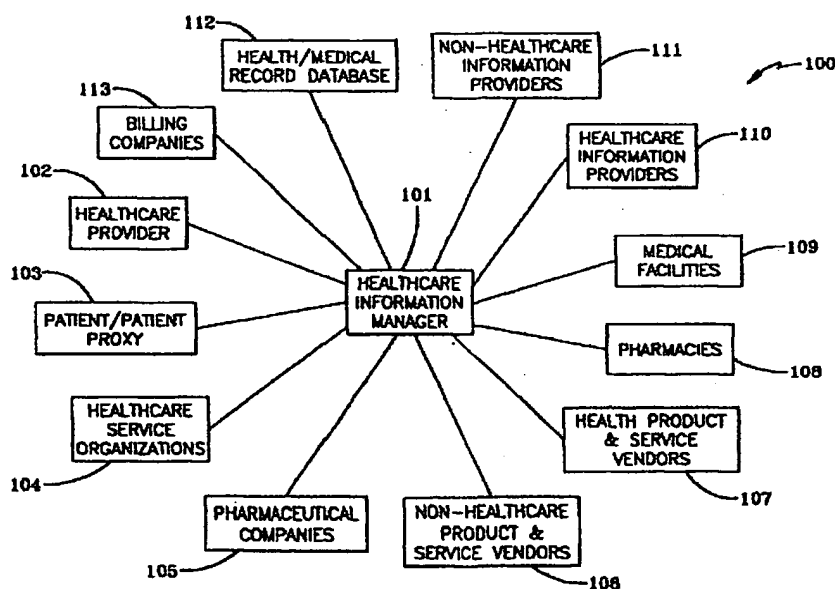 112
HEALTH/MEDICAL
RECORD DATABASE
NON-HEALTHCARE
INFORMATION
PROVIDERS
111
100
113
BILLING
COMPANIES
HEALTHCARE
INFORMATION
PROVIDERS
110
102
HEALTHCARE
PROVIDER
101
HEALTHCARE
INFORMATION
MANAGER
MEDICAL
FACILITIES
109
103
PATIENT/PATIENT
PROXY
PHARMACIES
108
HEALTHCARE
SERVICE
ORGANIZATIONS
104
HEALTH PRODUCT
& SERVICE
VENDORS
107
PHARMACEUTICAL
COMPANIES
105
NON-HEALTHCARE
PRODUCT &
SERVICE VENDORS
106